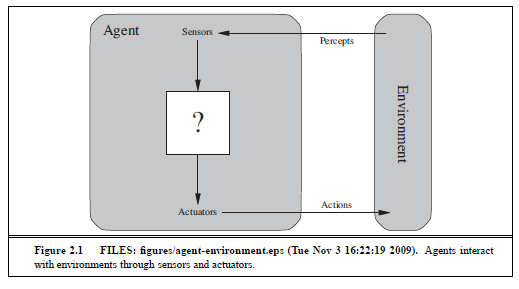 Agent
Sensors
Percepts
?
Environment
Actuators
Actions
Figure 2.1 FILES: figures/agent-environment.eps (Tue Nov 3 16:22:19 2009). Agents interact
with environments through sensors and actuators.